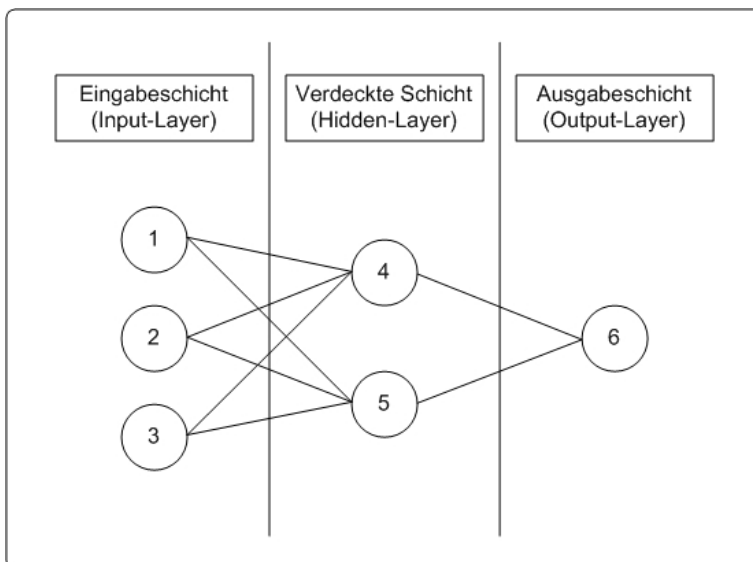 Eingabeschicht
(Input-Layer)
Verdeckte Schicht
(Hidden-Layer)
Ausgabeschicht
(Output-Layer)
1
2
3
4
5
6